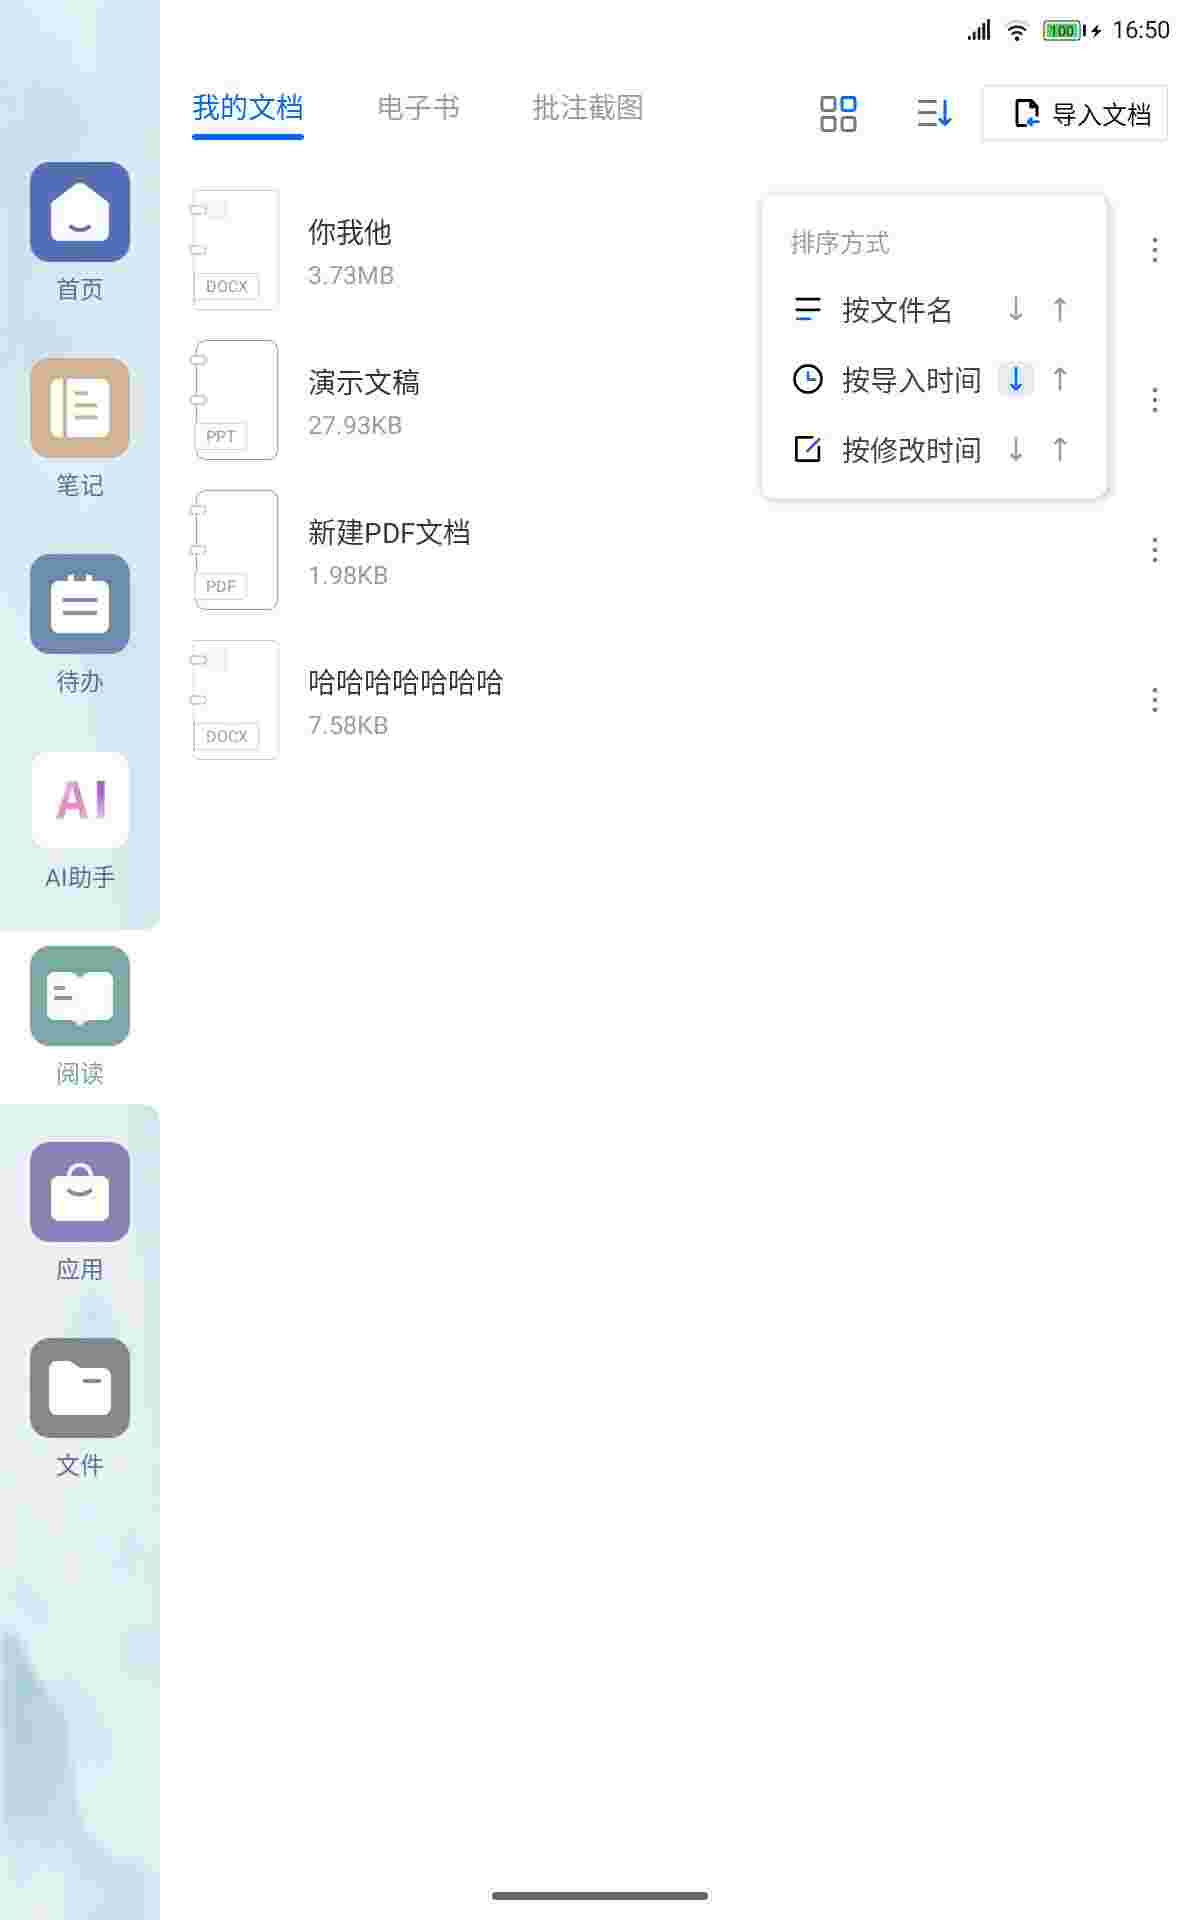 100 16:50
我的文档 电子书 批注截图 导入文档
首页
笔记
待办
AI
AI助手
阅读
应用
文件
DOCX
你我他
3.73MB
PPT
演示文稿
27.93KB
PDF
新建PDF文档
1.98KB
DOCX
哈哈哈哈哈哈哈
7.58KB
排序方式
按文件名 ↓ ↑
按导入时间 ↓ ↑
按修改时间 ↓ ↑